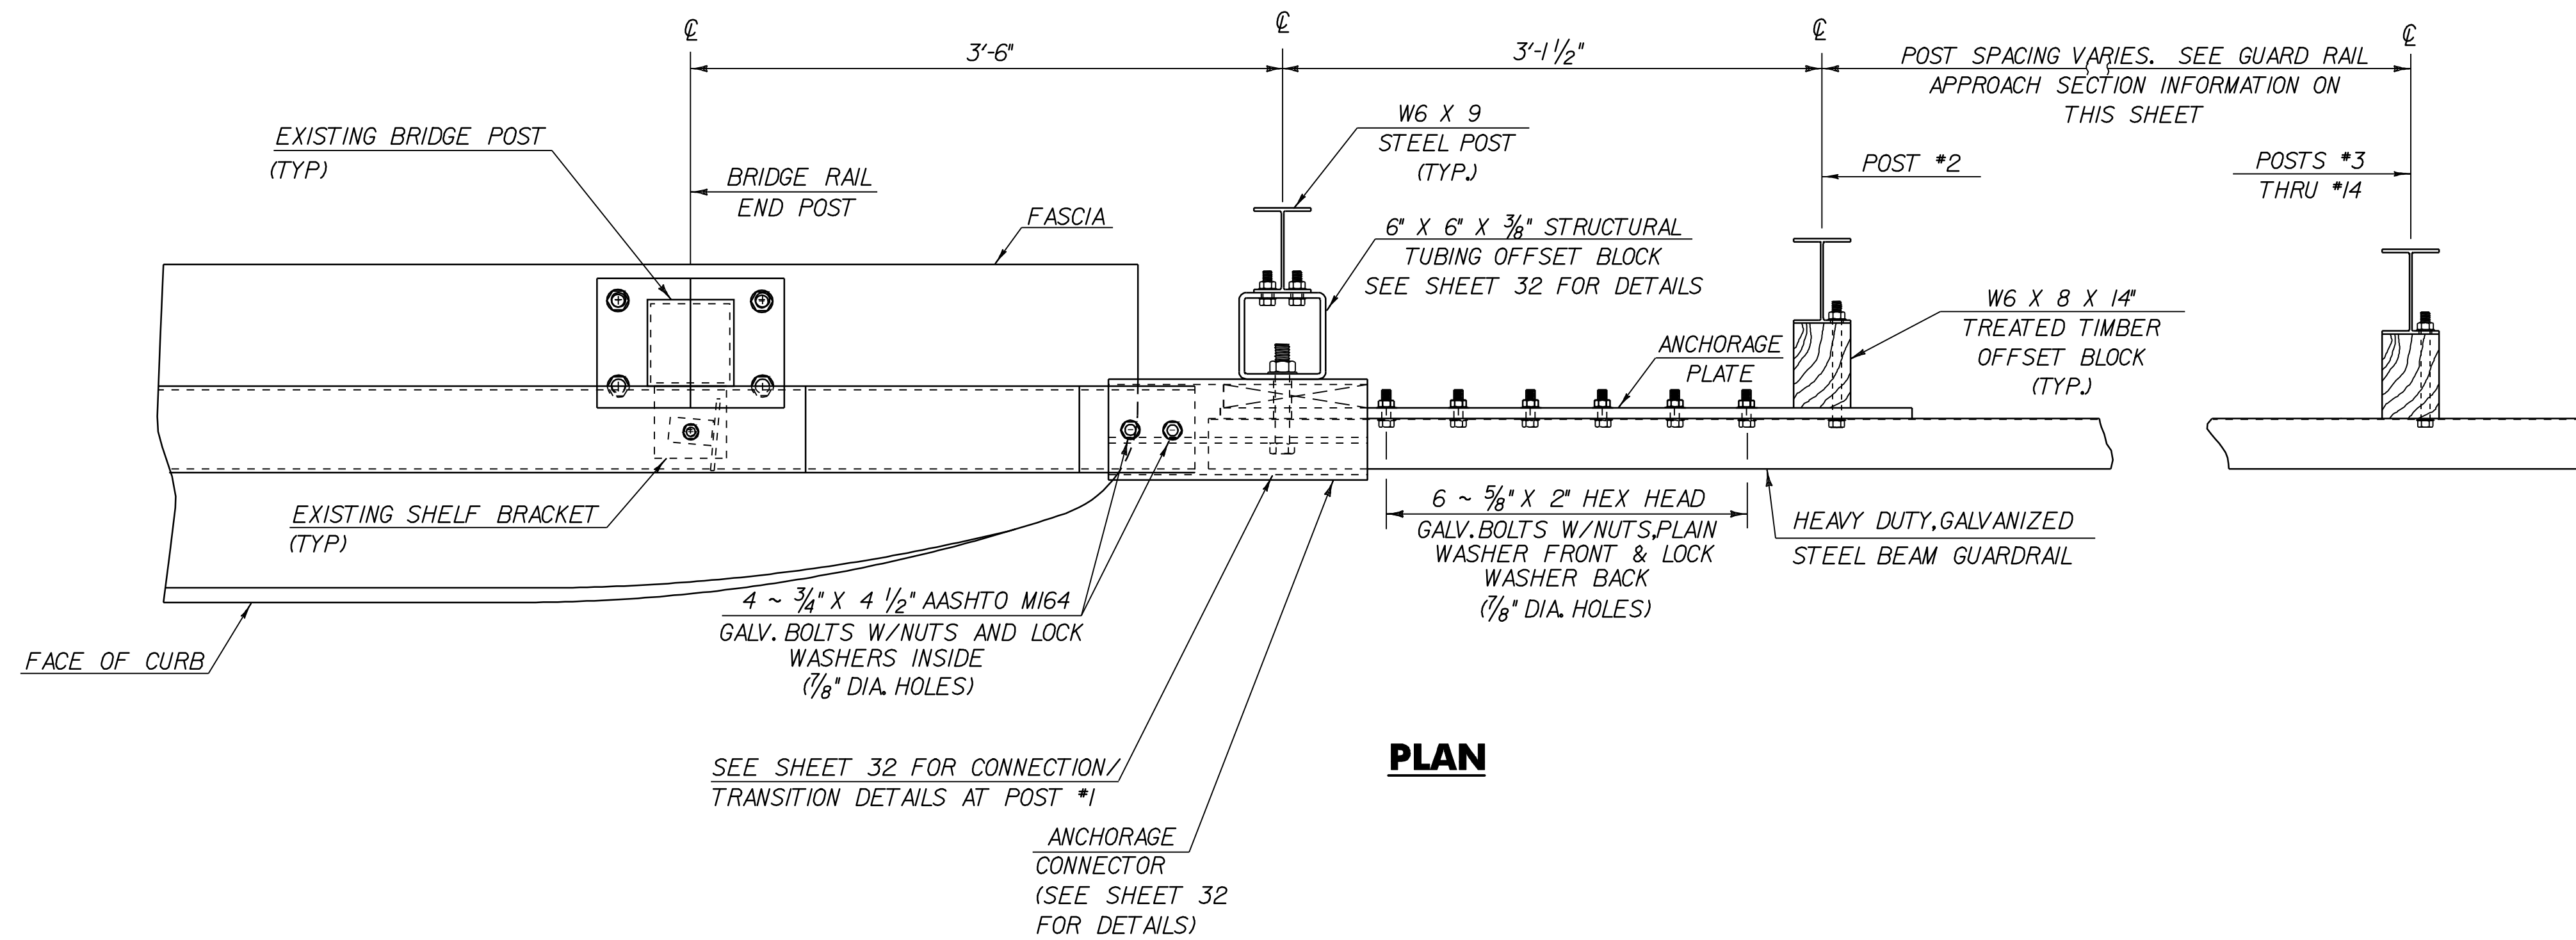 ℄
℄
℄
℄
3'-6"
3'-1 1/2"
POST SPACING VARIES. SEE GUARD RAIL
APPROACH SECTION INFORMATION ON
THIS SHEET
EXISTING BRIDGE POST
(TYP)
BRIDGE RAIL
END POST
FASCIA
W6 X 9
STEEL POST
(TYP.)
6" X 6" X 3/8" STRUCTURAL
TUBING OFFSET BLOCK
SEE SHEET 32 FOR DETAILS
POST #2
POSTS #3
THRU #14
ANCHORAGE
PLATE
W6 X 8 X 14"
TREATED TIMBER
OFFSET BLOCK
(TYP.)
EXISTING SHELF BRACKET
(TYP)
6 ~ 5/8" X 2" HEX HEAD
GALV. BOLTS W/NUTS,PLAIN
WASHER FRONT & LOCK
WASHER BACK
(7/8" DIA. HOLES)
HEAVY DUTY, GALVANIZED
STEEL BEAM GUARDRAIL
4 ~ 3/4" X 4 1/2" AASHTO M164
GALV. BOLTS W/NUTS AND LOCK
WASHERS INSIDE
(7/8" DIA. HOLES)
FACE OF CURB
SEE SHEET 32 FOR CONNECTION/
TRANSITION DETAILS AT POST #1
PLAN
ANCHORAGE
CONNECTOR
(SEE SHEET 32
FOR DETAILS)